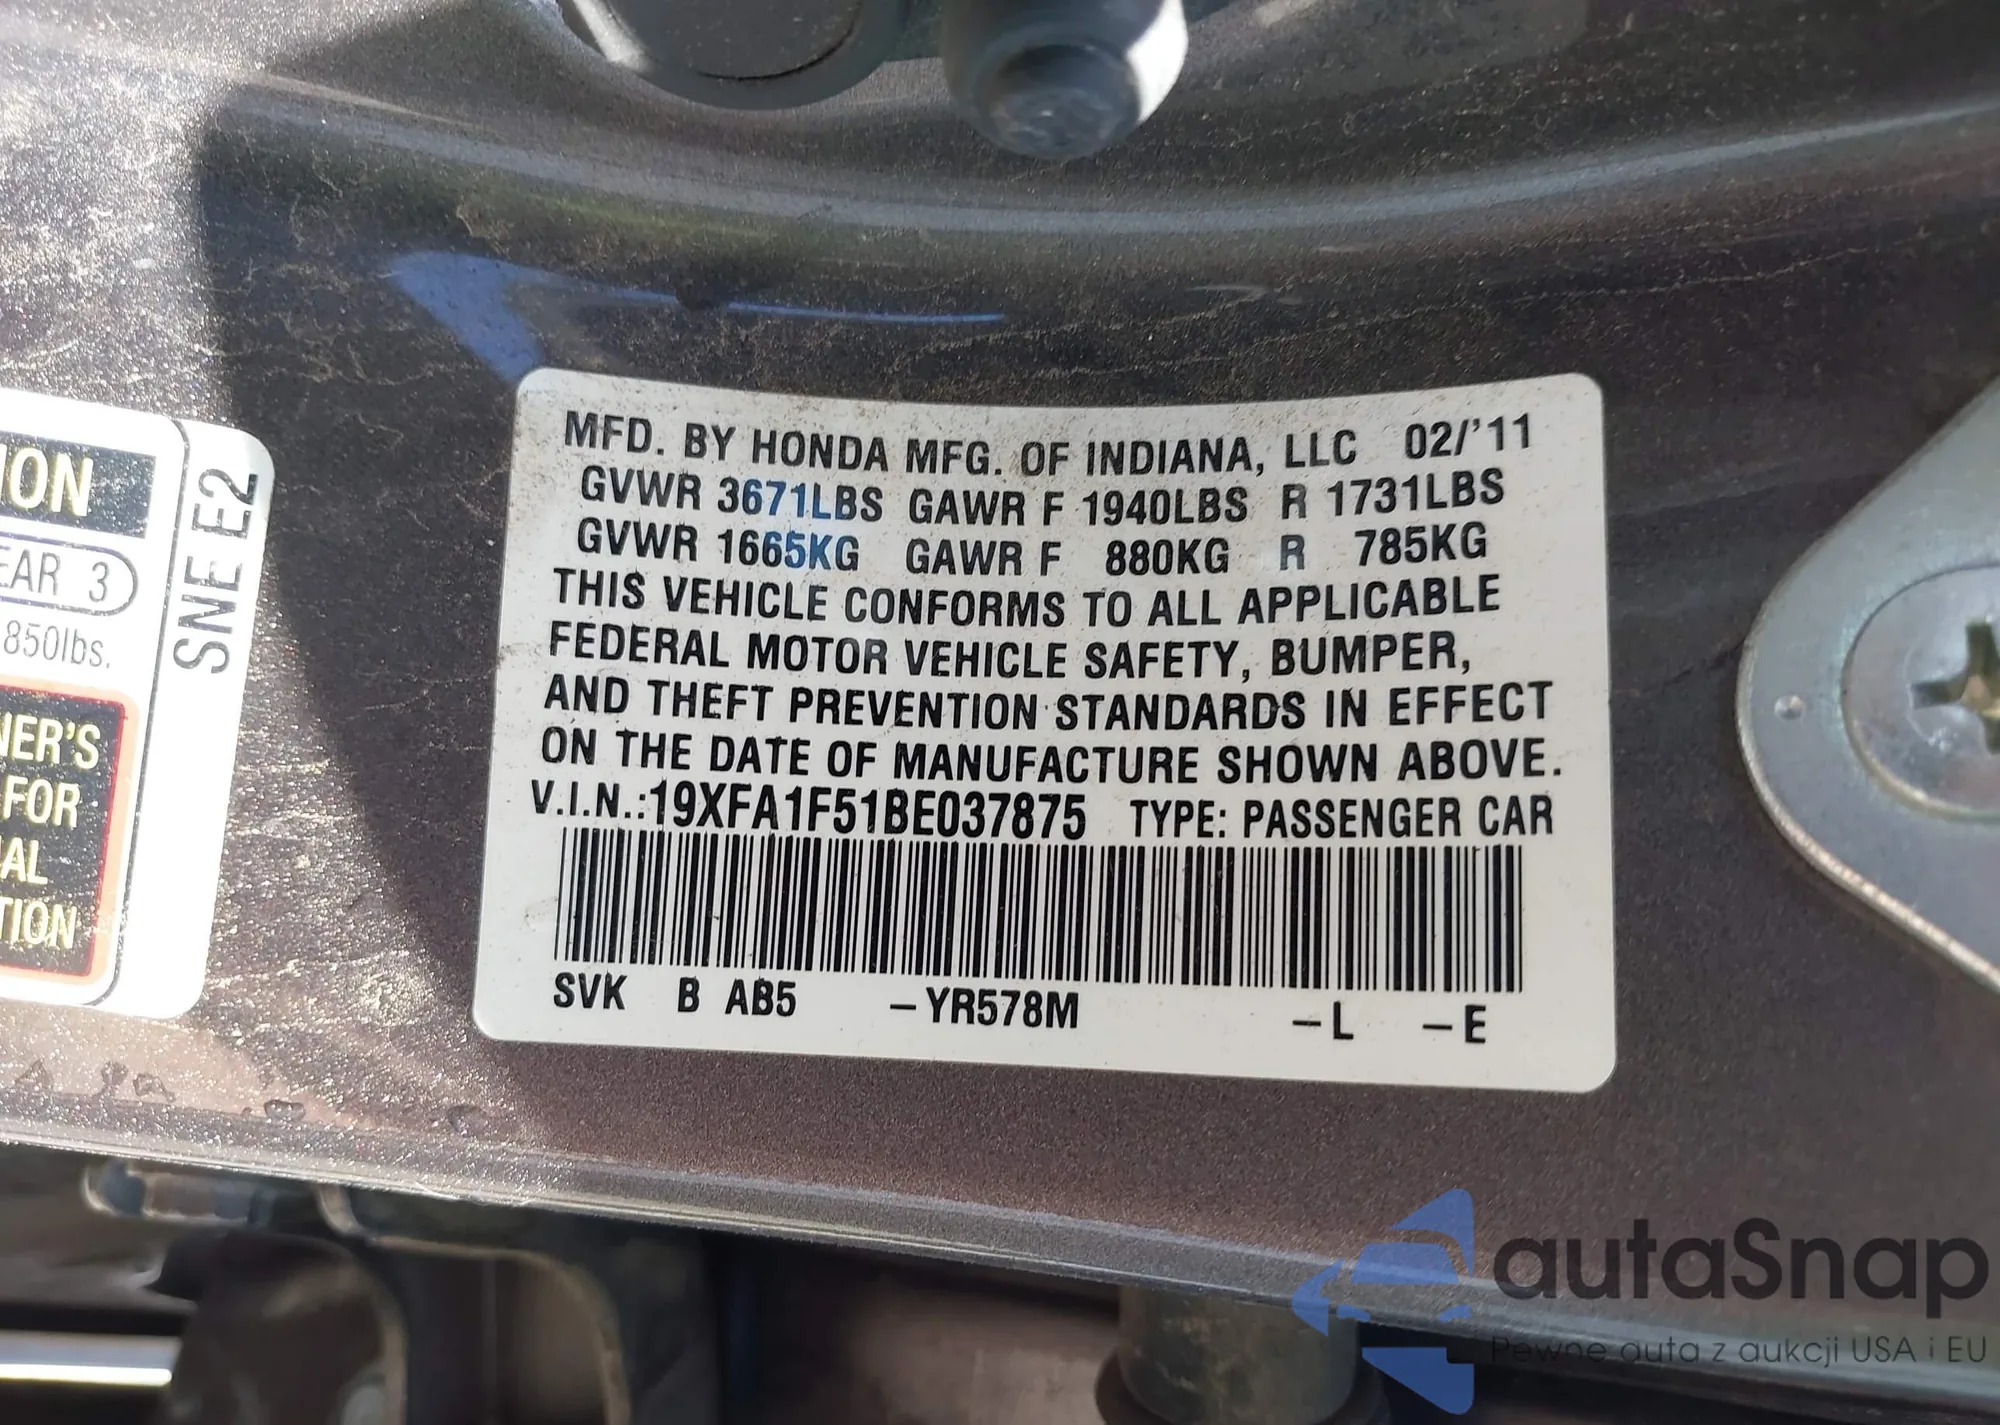 MFD. BY HONDA MFG. OF INDIANA, LLC 02/'11
GVWR 3671LBS GAWR F 1940LBS R 1731LBS
GVWR 1665KG GAWR F 880KG R 785KG
THIS VEHICLE CONFORMS TO ALL APPLICABLE
FEDERAL MOTOR VEHICLE SAFETY, BUMPER,
AND THEFT PREVENTION STANDARDS IN EFFECT
ON THE DATE OF MANUFACTURE SHOWN ABOVE.
V.I.N.:19XFA1F51BE037875 TYPE: PASSENGER CAR
SVK B AB5 –YR578M –L –E
ION
EAR 3
850lbs.
NER'S
FOR
AL
TION
SNE E2
autaSnap
Pewne auta z aukcji USA i EU